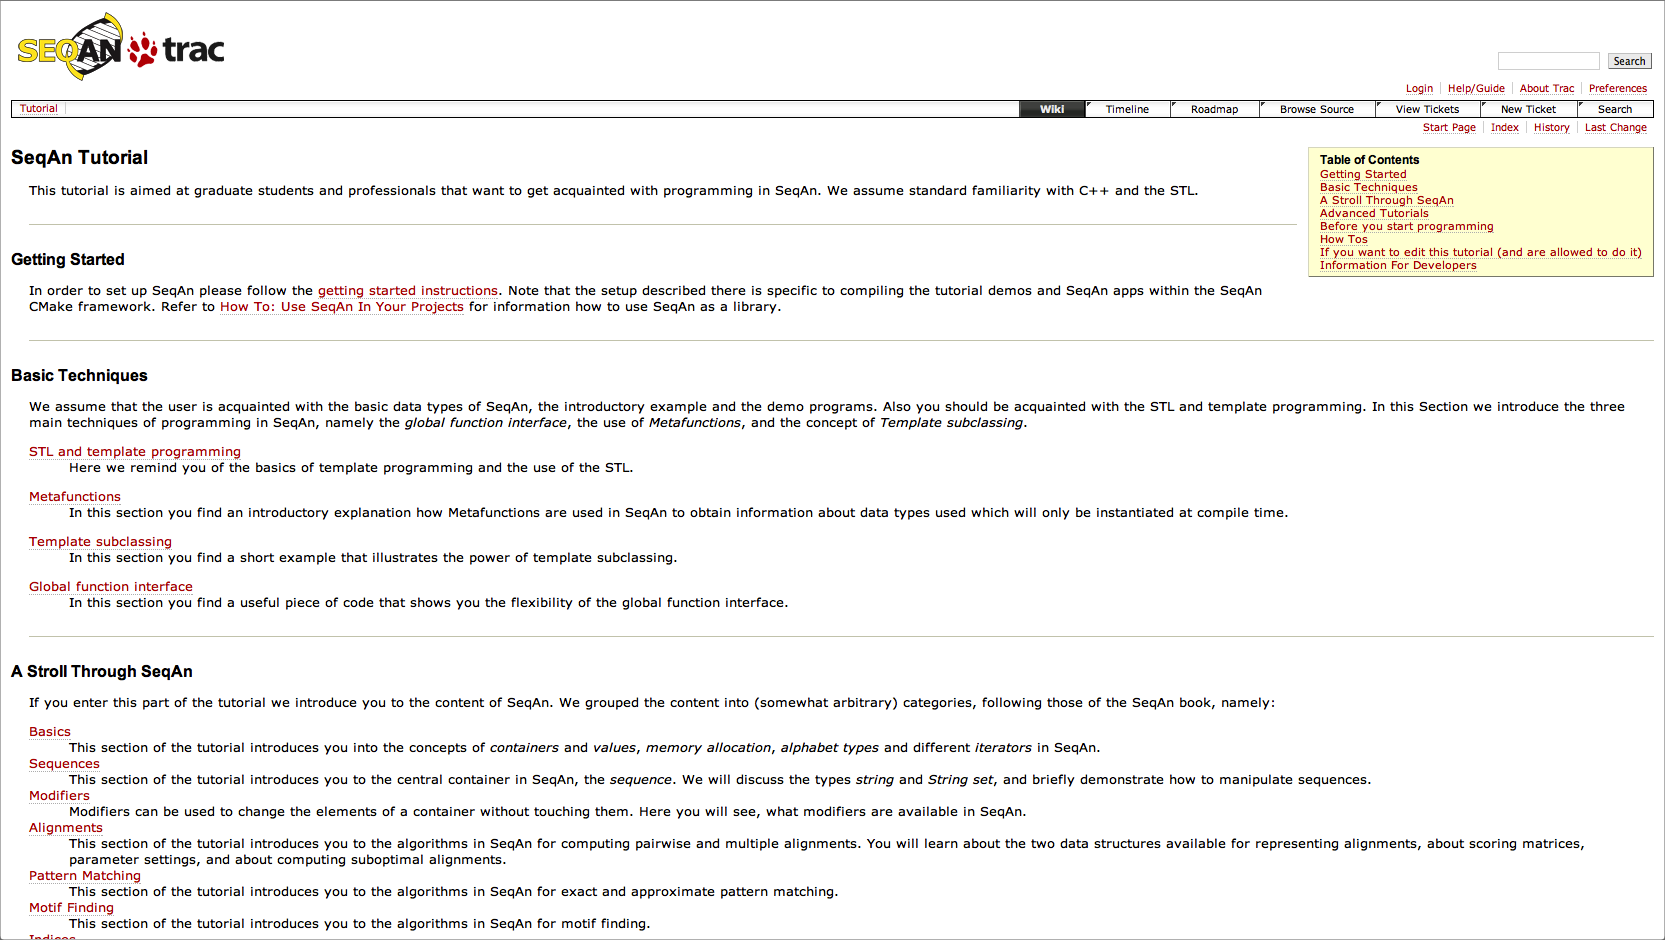 SEQAN trac
Search
Login Help/Guide About Trac Preferences
Tutorial Wiki Timeline Roadmap Browse Source View Tickets New Ticket Search
Start Page Index History Last Change
SeqAn Tutorial
This tutorial is aimed at graduate students and professionals that want to get acquainted with programming in SeqAn. We assume standard familiarity with C++ and the STL.
Table of Contents
Getting Started
Basic Techniques
A Stroll Through SeqAn
Advanced Tutorials
Before you start programming
How Tos
If you want to edit this tutorial (and are allowed to do it)
Information For Developers
Getting Started
In order to set up SeqAn please follow the getting started instructions. Note that the setup described there is specific to compiling the tutorial demos and SeqAn apps within the SeqAn
CMake framework. Refer to How To: Use SeqAn In Your Projects for information how to use SeqAn as a library.
Basic Techniques
We assume that the user is acquainted with the basic data types of SeqAn, the introductory example and the demo programs. Also you should be acquainted with the STL and template programming. In this Section we introduce the three
main techniques of programming in SeqAn, namely the global function interface, the use of Metafunctions, and the concept of Template subclassing.
STL and template programming
Here we remind you of the basics of template programming and the use of the STL.
Metafunctions
In this section you find an introductory explanation how Metafunctions are used in SeqAn to obtain information about data types used which will only be instantiated at compile time.
Template subclassing
In this section you find a short example that illustrates the power of template subclassing.
Global function interface
In this section you find a useful piece of code that shows you the flexibility of the global function interface.
A Stroll Through SeqAn
If you enter this part of the tutorial we introduce you to the content of SeqAn. We grouped the content into (somewhat arbitrary) categories, following those of the SeqAn book, namely:
Basics
This section of the tutorial introduces you into the concepts of containers and values, memory allocation, alphabet types and different iterators in SeqAn.
Sequences
This section of the tutorial introduces you to the central container in SeqAn, the sequence. We will discuss the types string and String set, and briefly demonstrate how to manipulate sequences.
Modifiers
Modifiers can be used to change the elements of a container without touching them. Here you will see, what modifiers are available in SeqAn.
Alignments
This section of the tutorial introduces you to the algorithms in SeqAn for computing pairwise and multiple alignments. You will learn about the two data structures available for representing alignments, about scoring matrices,
parameter settings, and about computing suboptimal alignments.
Pattern Matching
This section of the tutorial introduces you to the algorithms in SeqAn for exact and approximate pattern matching.
Motif Finding
This section of the tutorial introduces you to the algorithms in SeqAn for motif finding.
Indices